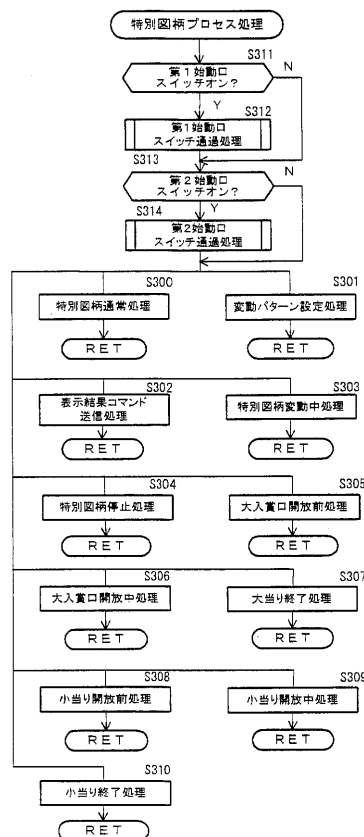 特別図柄プロセス処理
S311
第１始動口
スイッチオン?
N
Y
S312
第１始動口
スイッチ通過処理
S313
第２始動口
スイッチオン?
N
S314
Y
第2始動口
スイッチ通過処理
S300
特別図柄通常処理
RET
S301
変動パターン設定処理
RET
S302
表示結果コマンド
送信処理
RET
S303
特別図柄変動中処理
RET
S304
特別図柄停止処理
RET
S305
大入賞口開放前処理
RET
S306
大入賞口開放中処理
RET
S307
大当り終了処理
RET
S308
小当り開放前処理
RET
S309
小当り開放中処理
RET
S310
小当り終了処理
RET